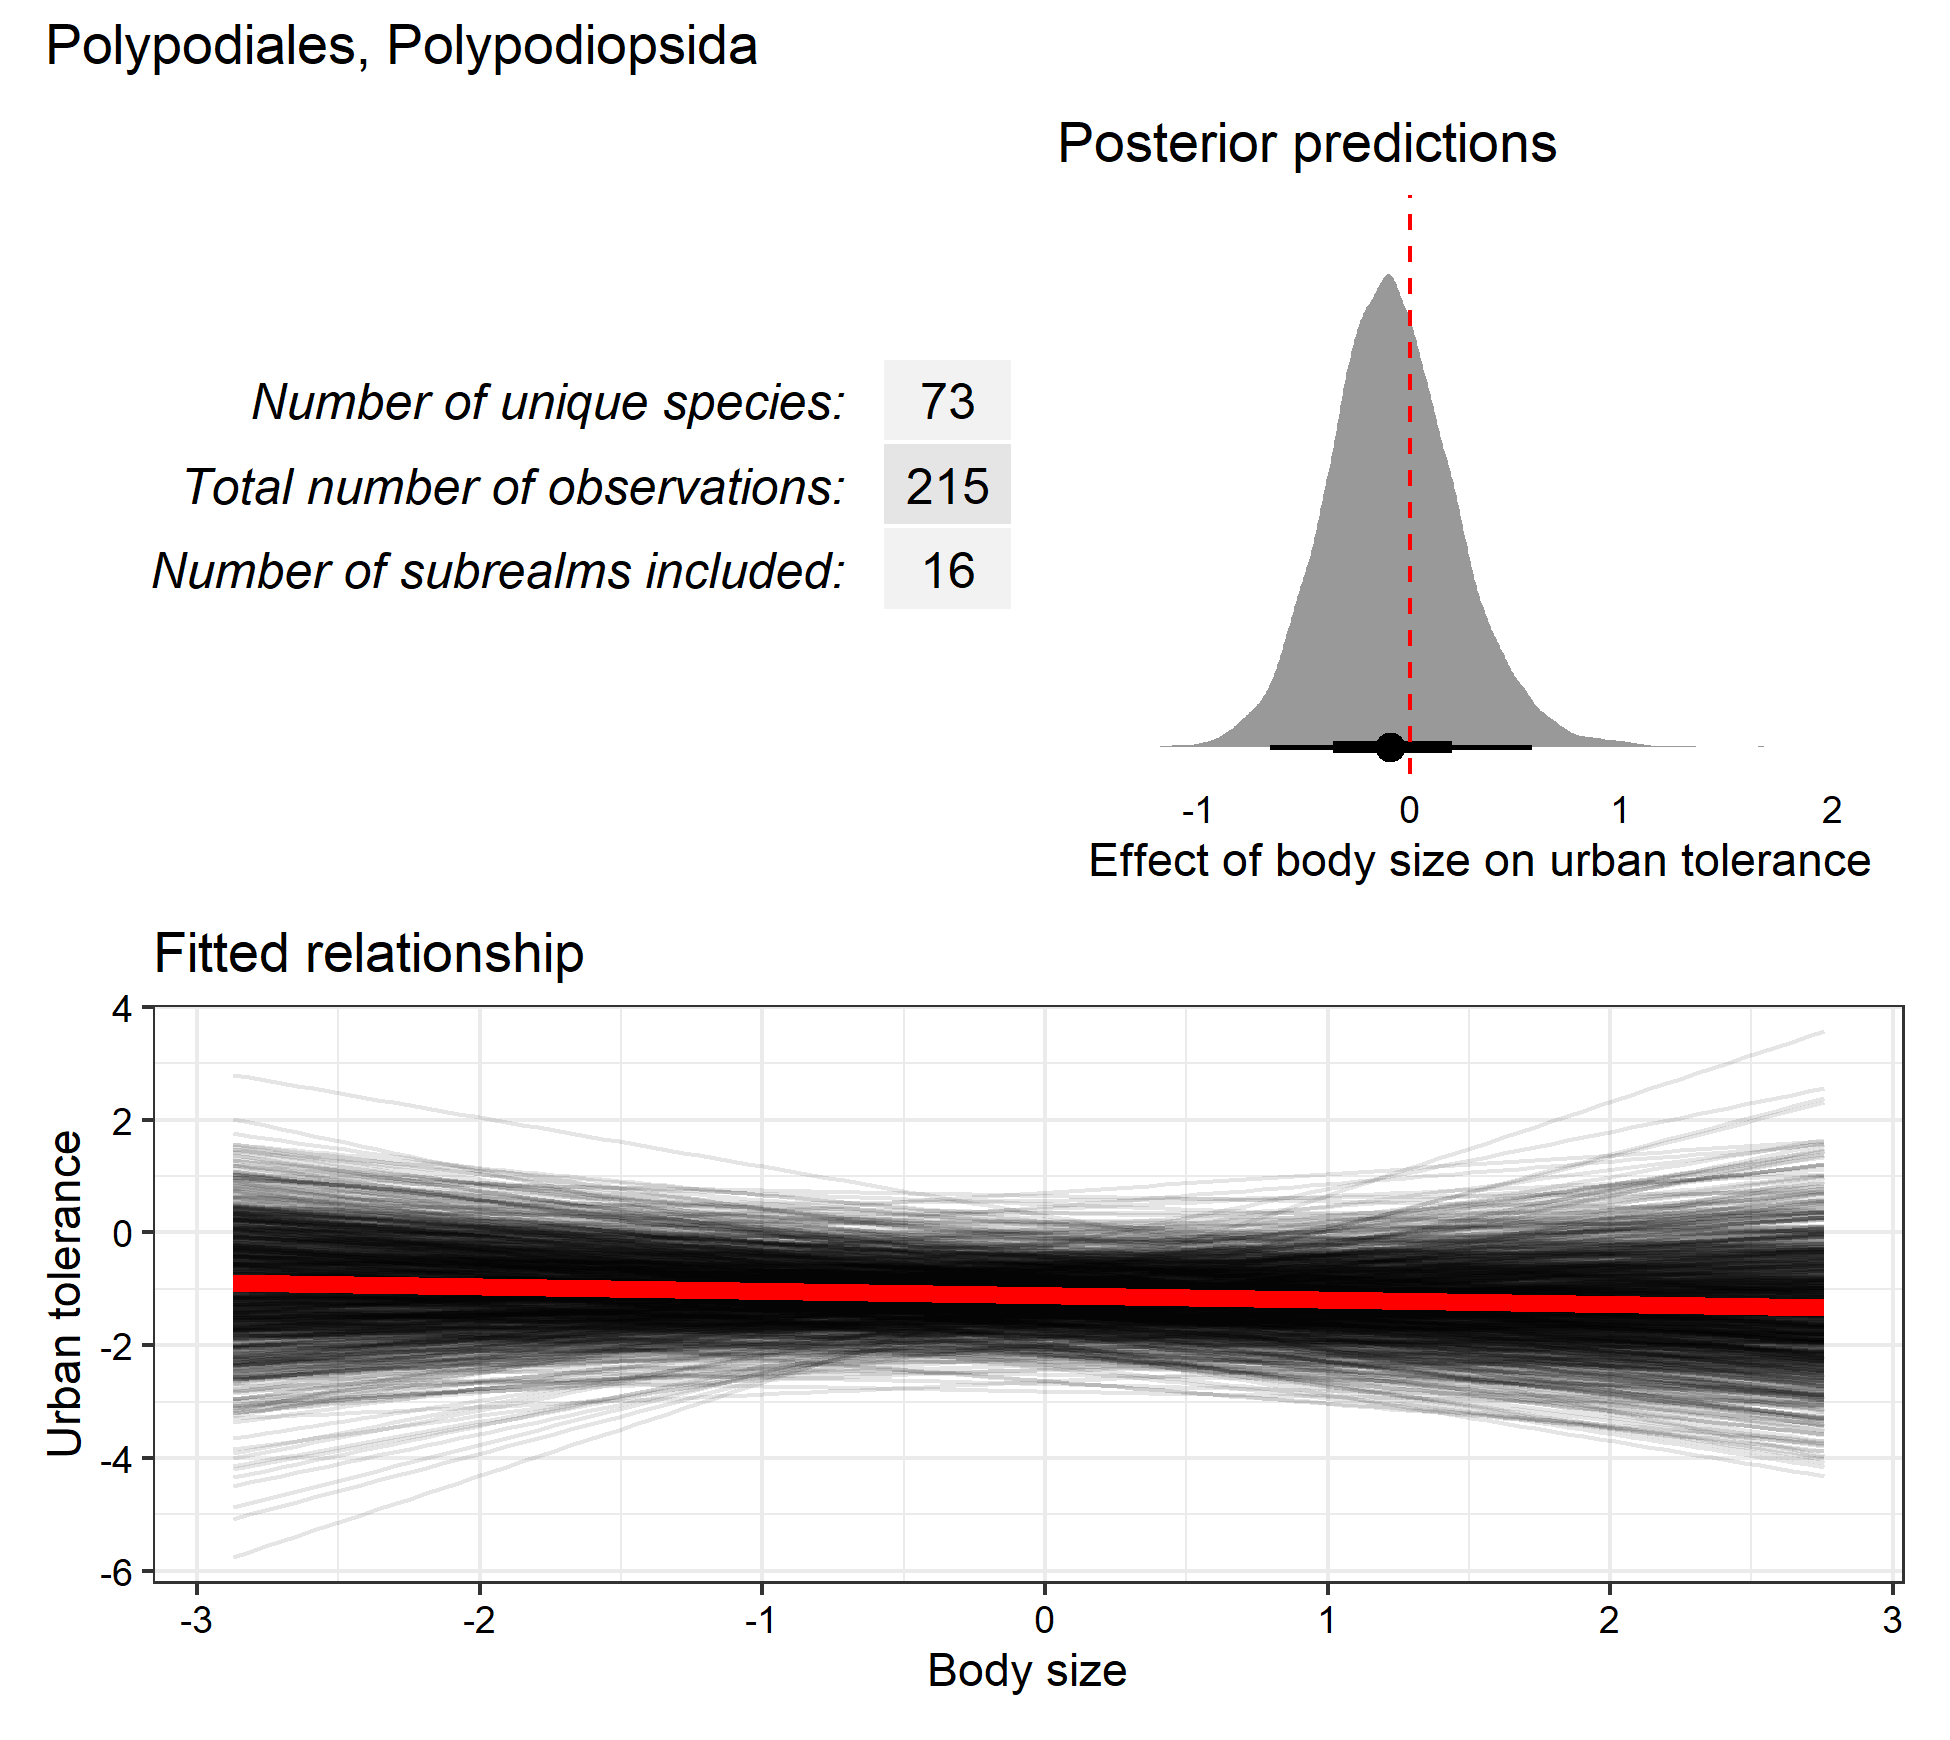 Polypodiales, Polypodiopsida
Posterior predictions
Number of unique species: 73
Total number of observations: 215
Number of subrealms included: 16
-1 0 1 2
Effect of body size on urban tolerance
Fitted relationship
4
2
0
-2
-4
-6
Urban tolerance
-3 -2 -1 0 1 2 3
Body size